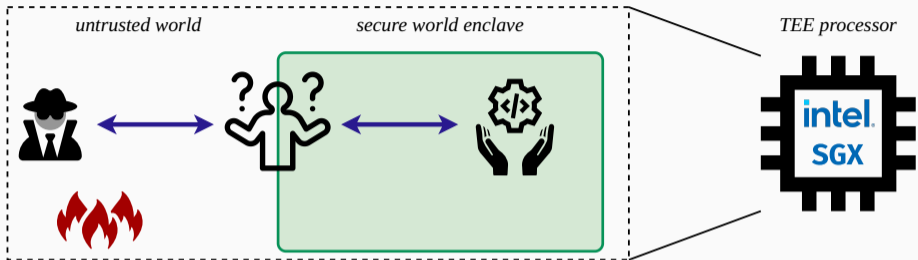 untrusted world
secure world enclave
TEE processor
?
?
</>
intel.
SGX